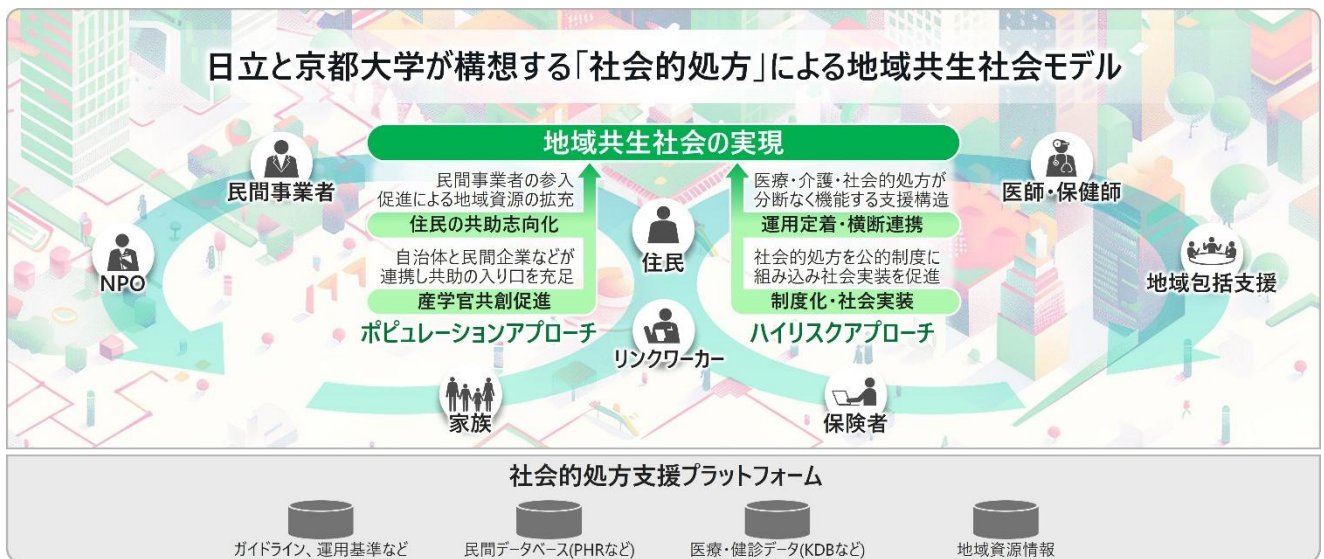 日立と京都大学が構想する「社会的処方」による地域共生社会モデル
地域共生社会の実現
民間事業者
民間事業者の参入
促進による地域資源の拡充
住民の共助志向化
自治体と民間企業などが
連携し共助の入り口を充足
産学官共創促進
ポピュレーションアプローチ
医療・介護・社会的処方が
分断なく機能する支援構造
運用定着・横断連携
社会的処方を公的制度に
組み込み社会実装を促進
制度化・社会実装
ハイリスクアプローチ
医師・保健師
NPO
住民
地域包括支援
リンクワーカー
家族
保険者
社会的処方支援プラットフォーム
ガイドライン、運用基準など
民間データベース(PHRなど)
医療・健診データ(KDBなど)
地域資源情報